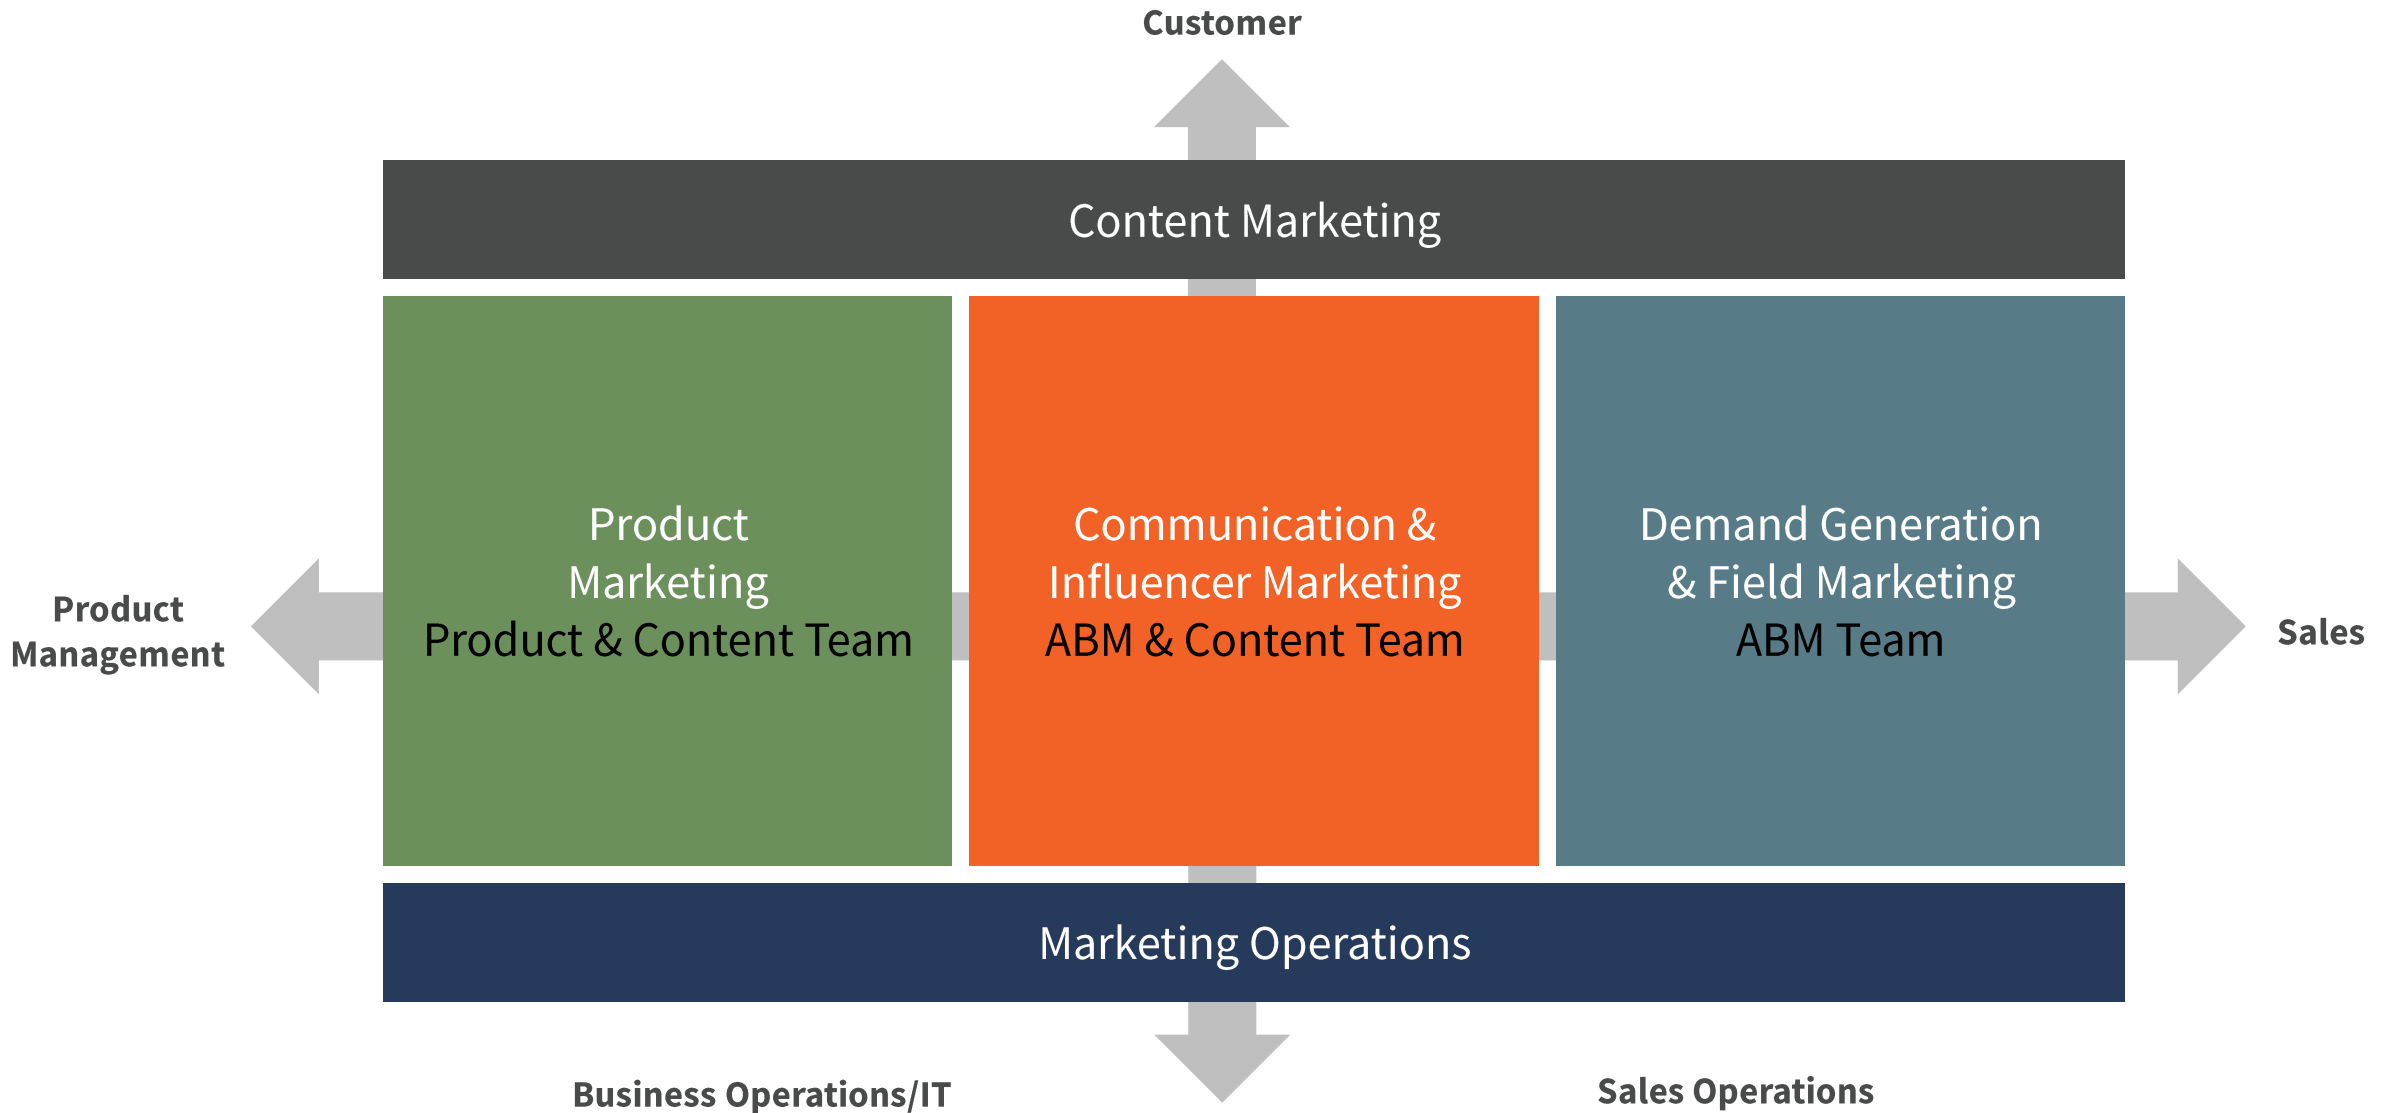 Customer
Content Marketing
Product
Marketing
Product & Content Team
Communication &
Influencer Marketing
ABM & Content Team
Demand Generation
& Field Marketing
ABM Team
Product
Management
Sales
Marketing Operations
Business Operations/IT
Sales Operations